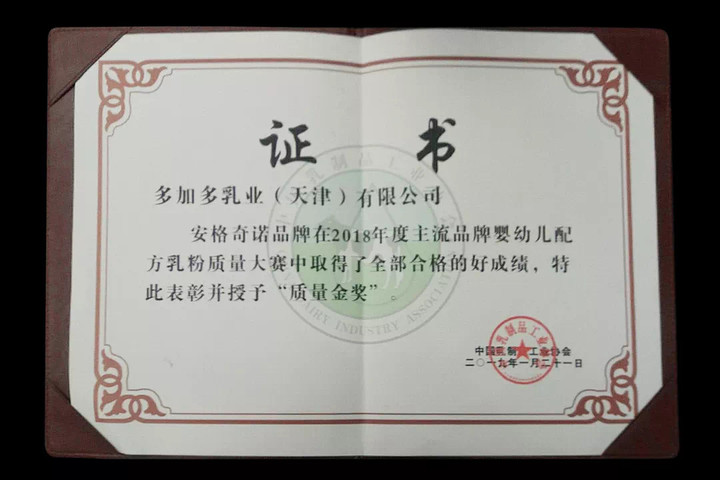 证书
多加多乳业（天津）有限公司
安格奇诺品牌在2018年度主流品牌婴幼儿配
方乳粉质量大赛中取得了全部合格的好成绩，特
此表彰并授予“质量金奖”。
中国乳制品工业协会
二〇一九年一月二十一日
DAIRY INDUSTRY ASSOCIATION